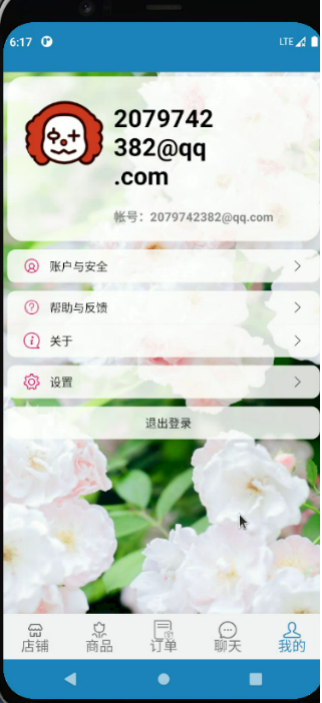 6:17
LTE
2079742
382@qq
.com
帐号：2079742382@qq.com
账户与安全
帮助与反馈
关于
设置
退出登录
店铺
商品
订单
聊天
我的